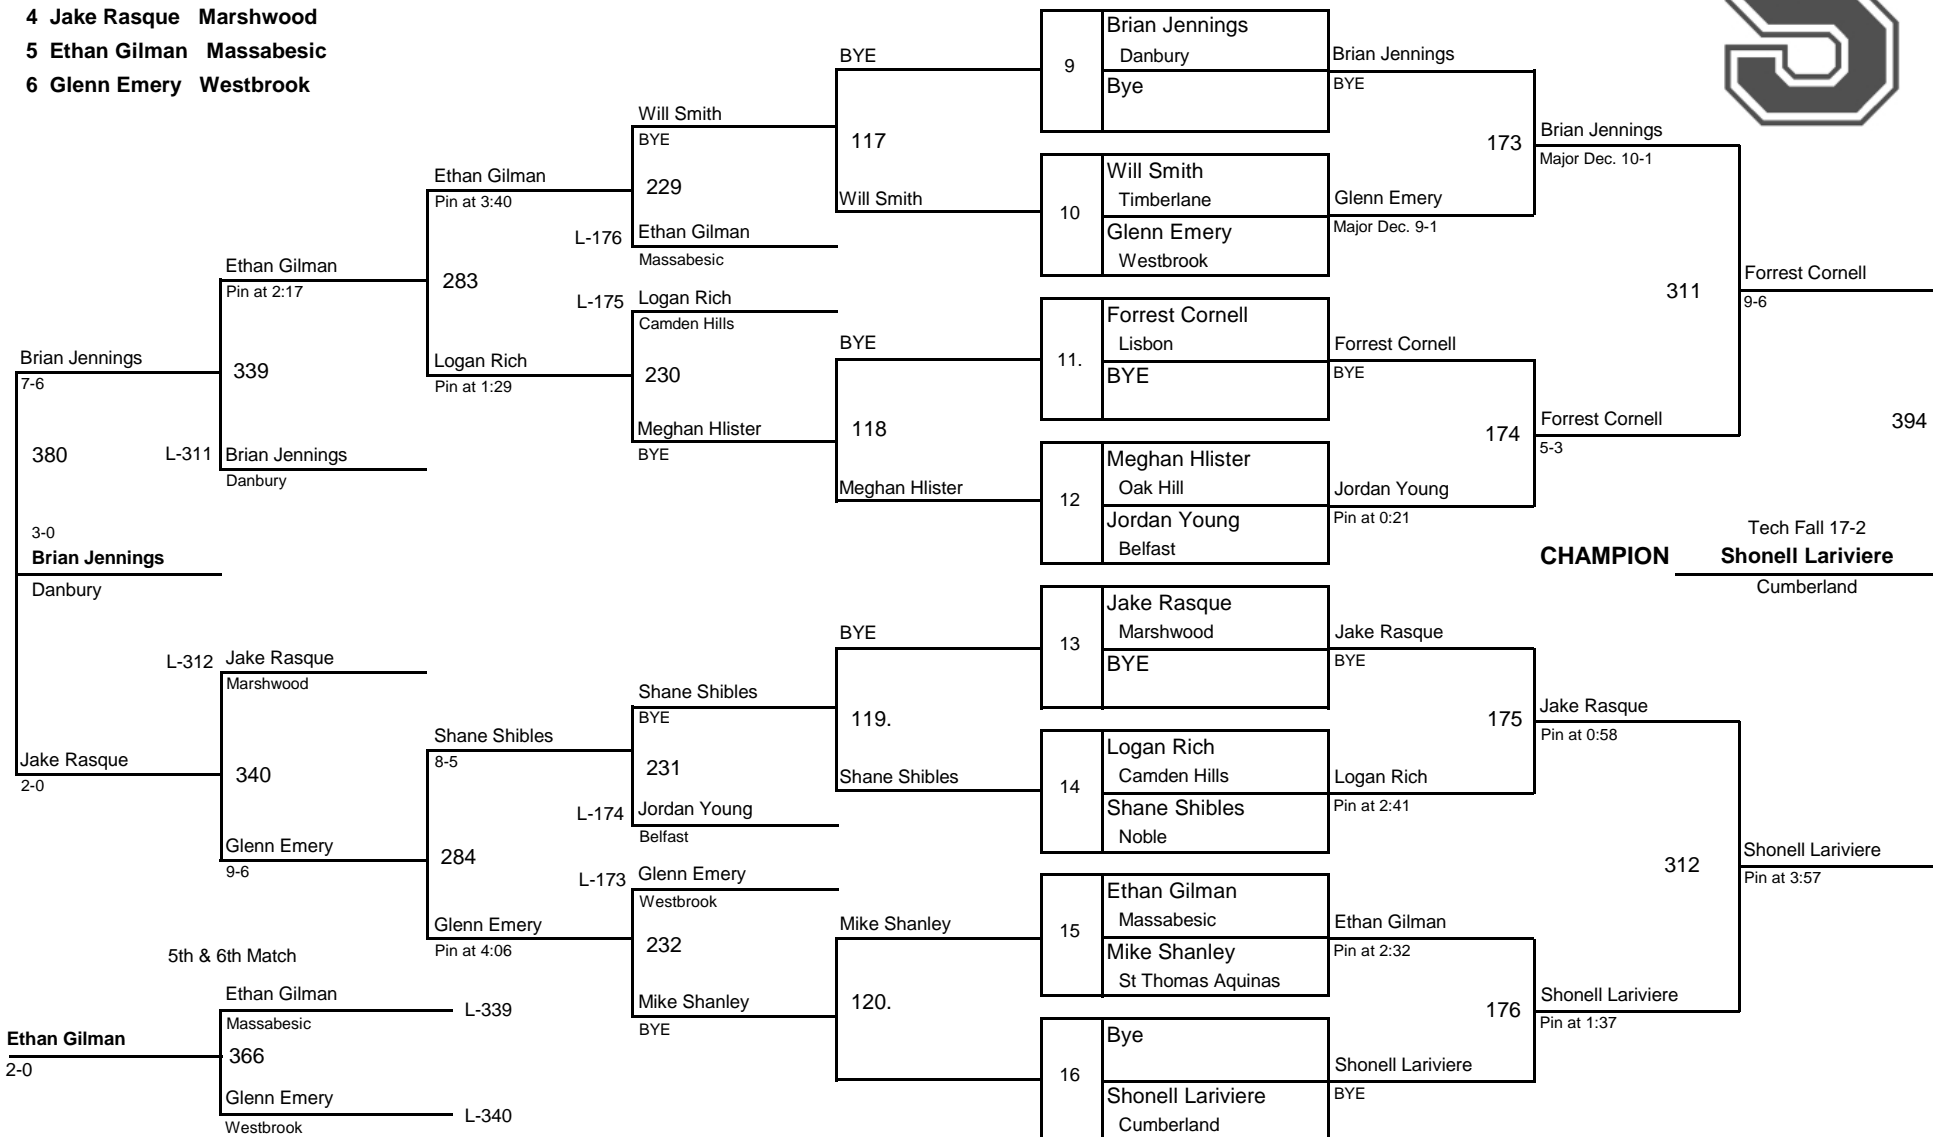 4 Jake Rasque Marshwood
5 Ethan Gilman Massabesic
6 Glenn Emery Westbrook
Brian Jennings
7-6
380
3-0
Brian Jennings
Danbury
Jake Rasque
2-0
Ethan Gilman
Pin at 2:17
339
L-311 Brian Jennings
Danbury
L-312 Jake Rasque
Marshwood
340
Glenn Emery
9-6
5th & 6th Match
Ethan Gilman
L-339
Massabesic
Ethan Gilman
366
2-0
Glenn Emery
L-340
Westbrook
Ethan Gilman
Pin at 3:40
283
Logan Rich
Pin at 1:29
Shane Shibles
8-5
284
Glenn Emery
Pin at 4:06
Will Smith
BYE
229
L-176 Ethan Gilman
Massabesic
L-175 Logan Rich
Camden Hills
230
Meghan Hlister
BYE
Shane Shibles
BYE
231
L-174 Jordan Young
Belfast
L-173 Glenn Emery
Westbrook
232
Mike Shanley
BYE
BYE
117
Will Smith
BYE
118
Meghan Hlister
BYE
119.
Shane Shibles
Mike Shanley
120.
9
Brian Jennings
Danbury
Bye
10
Will Smith
Timberlane
Glenn Emery
Westbrook
11.
Forrest Cornell
Lisbon
BYE
12
Meghan Hlister
Oak Hill
Jordan Young
Belfast
13
Jake Rasque
Marshwood
BYE
14
Logan Rich
Camden Hills
Shane Shibles
Noble
15
Ethan Gilman
Massabesic
Mike Shanley
St Thomas Aquinas
16
Bye
Shonell Lariviere
Cumberland
Brian Jennings
BYE
173
Glenn Emery
Major Dec. 9-1
Forrest Cornell
BYE
174
Jordan Young
Pin at 0:21
Jake Rasque
BYE
175
Logan Rich
Pin at 2:41
Ethan Gilman
Pin at 2:32
176
Shonell Lariviere
BYE
Brian Jennings
Major Dec. 10-1
311
Forrest Cornell
5-3
Jake Rasque
Pin at 0:58
312
Shonell Lariviere
Pin at 1:37
Forrest Cornell
9-6
394
Tech Fall 17-2
CHAMPION Shonell Lariviere
Cumberland
Shonell Lariviere
Pin at 3:57